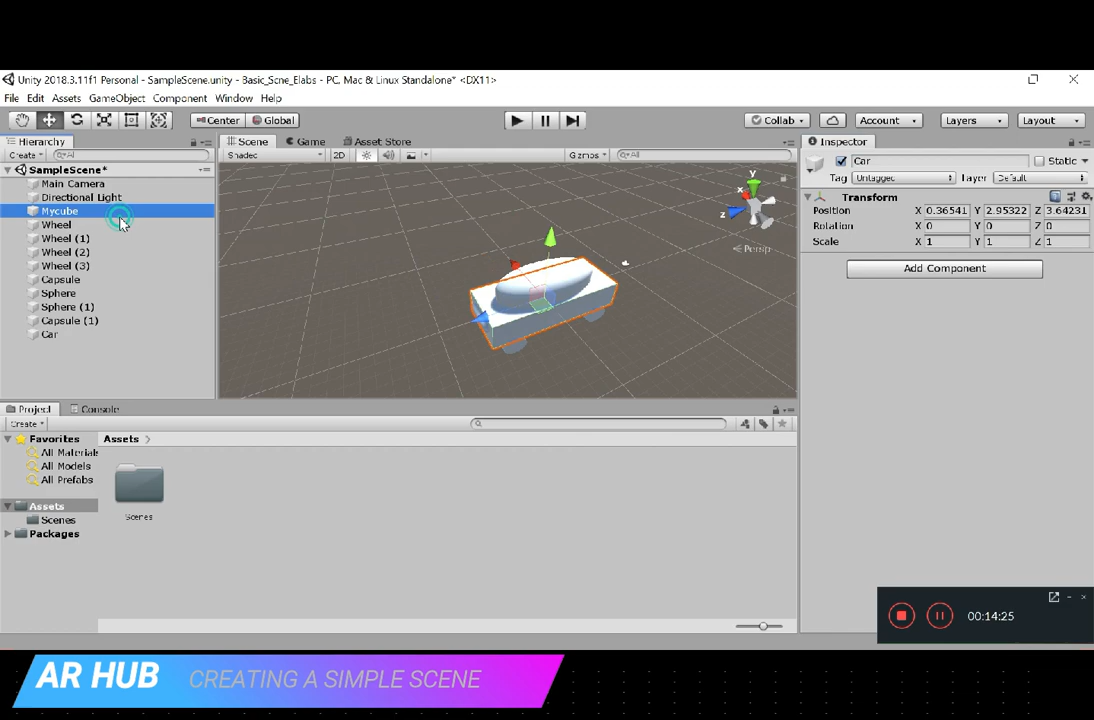 Unity 2018.3.11f1 Personal - SampleScene.unity - Basic_Scne_Elabs - PC, Mac & Linux Standalone* <DX11>
File Edit Assets GameObject Component Window Help
Center Global Collab Account Layers Layout
Hierarchy Scene Game Asset Store Inspector
Create All Shaded 2D Gizmos All Car Static
SampleScene* Tag Untagged Layer Default
Main Camera
Directional Light
Mycube
Wheel
Wheel (1)
Wheel (2)
Wheel (3)
Capsule
Sphere
Sphere (1)
Capsule (1)
Car
y
x
z
Persp
Transform
Position X 0.36541 Y 2.95322 Z 3.64231
Rotation X 0 Y 0 Z 0
Scale X 1 Y 1 Z 1
Add Component
Project Console
Create
Favorites Assets
All Material
All Models
All Prefabs
Assets
Scenes
Packages
Scenes
00:14:25
AR HUB CREATING A SIMPLE SCENE